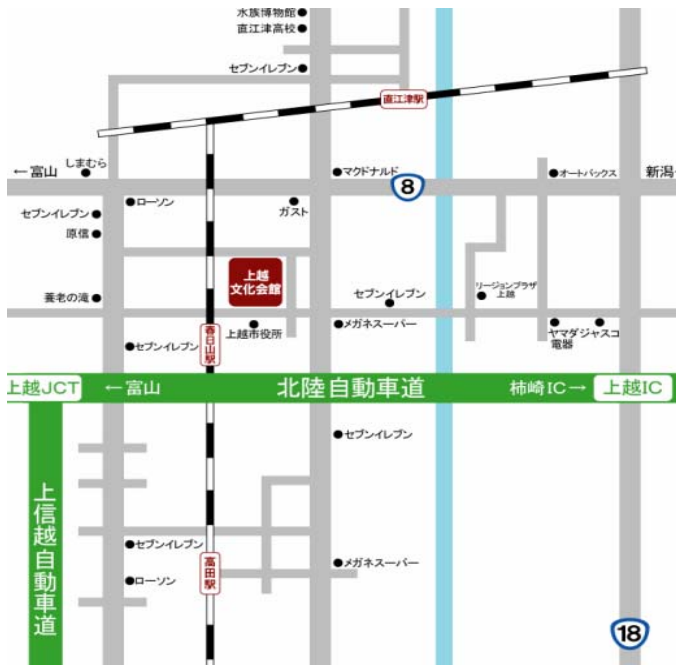 水族博物館
直江津高校
セブンイレブン
直江津駅
しまむら
←富山
マクドナルド
8
オートバックス
新潟
ローソン
セブンイレブン
ガスト
原信
上越
文化会館
養老の滝
セブンイレブン
リージョンプラザ
上越
春日山駅
セブンイレブン
上越市役所
メガネスーパー
ヤマダ
電器
ジャスコ
上越JCT
←富山
北陸自動車道
柿崎IC→
上越IC
上信越自動車道
セブンイレブン
セブンイレブン
高田駅
メガネスーパー
ローソン
18